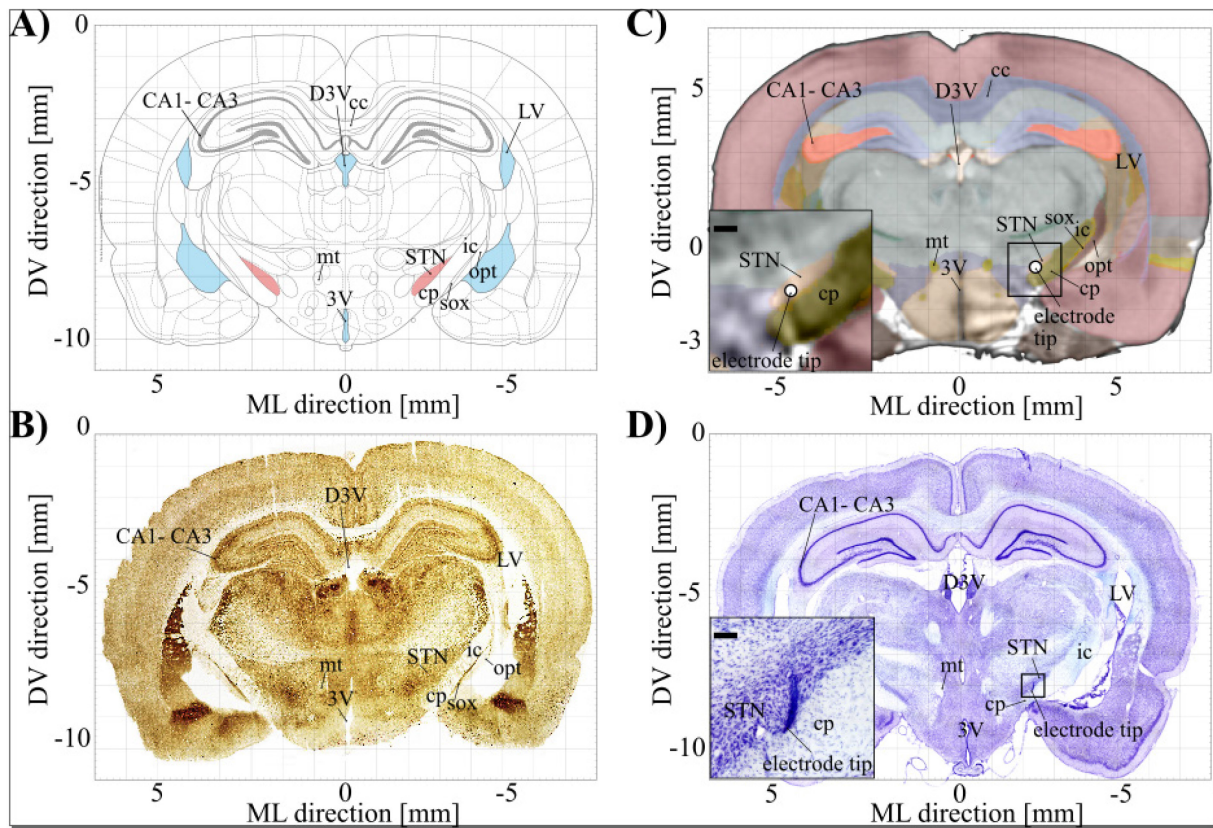 A)
0
-5
-10
DV direction [mm]
CA1- CA3
D3V
cc
LV
STN
ic
opt
mt
cp
sox
3V
5
0
-5
ML direction [mm]
B)
0
-5
-10
DV direction [mm]
D3V
CA1- CA3
LV
STN
ic
opt
mt
cp
sox
3V
5
0
-5
ML direction [mm]
C)
5
0
-3
DV direction [mm]
CA1- CA3
D3V
cc
LV
sox
ic
STN
opt
mt
3V
cp
electrode
tip
STN
cp
electrode tip
-5
0
5
ML direction [mm]
D)
0
-5
-10
DV direction [mm]
CA1- CA3
D3V
LV
STN
ic
mt
cp
electrode tip
3V
STN
cp
electrode tip
5
0
-5
ML direction [mm]